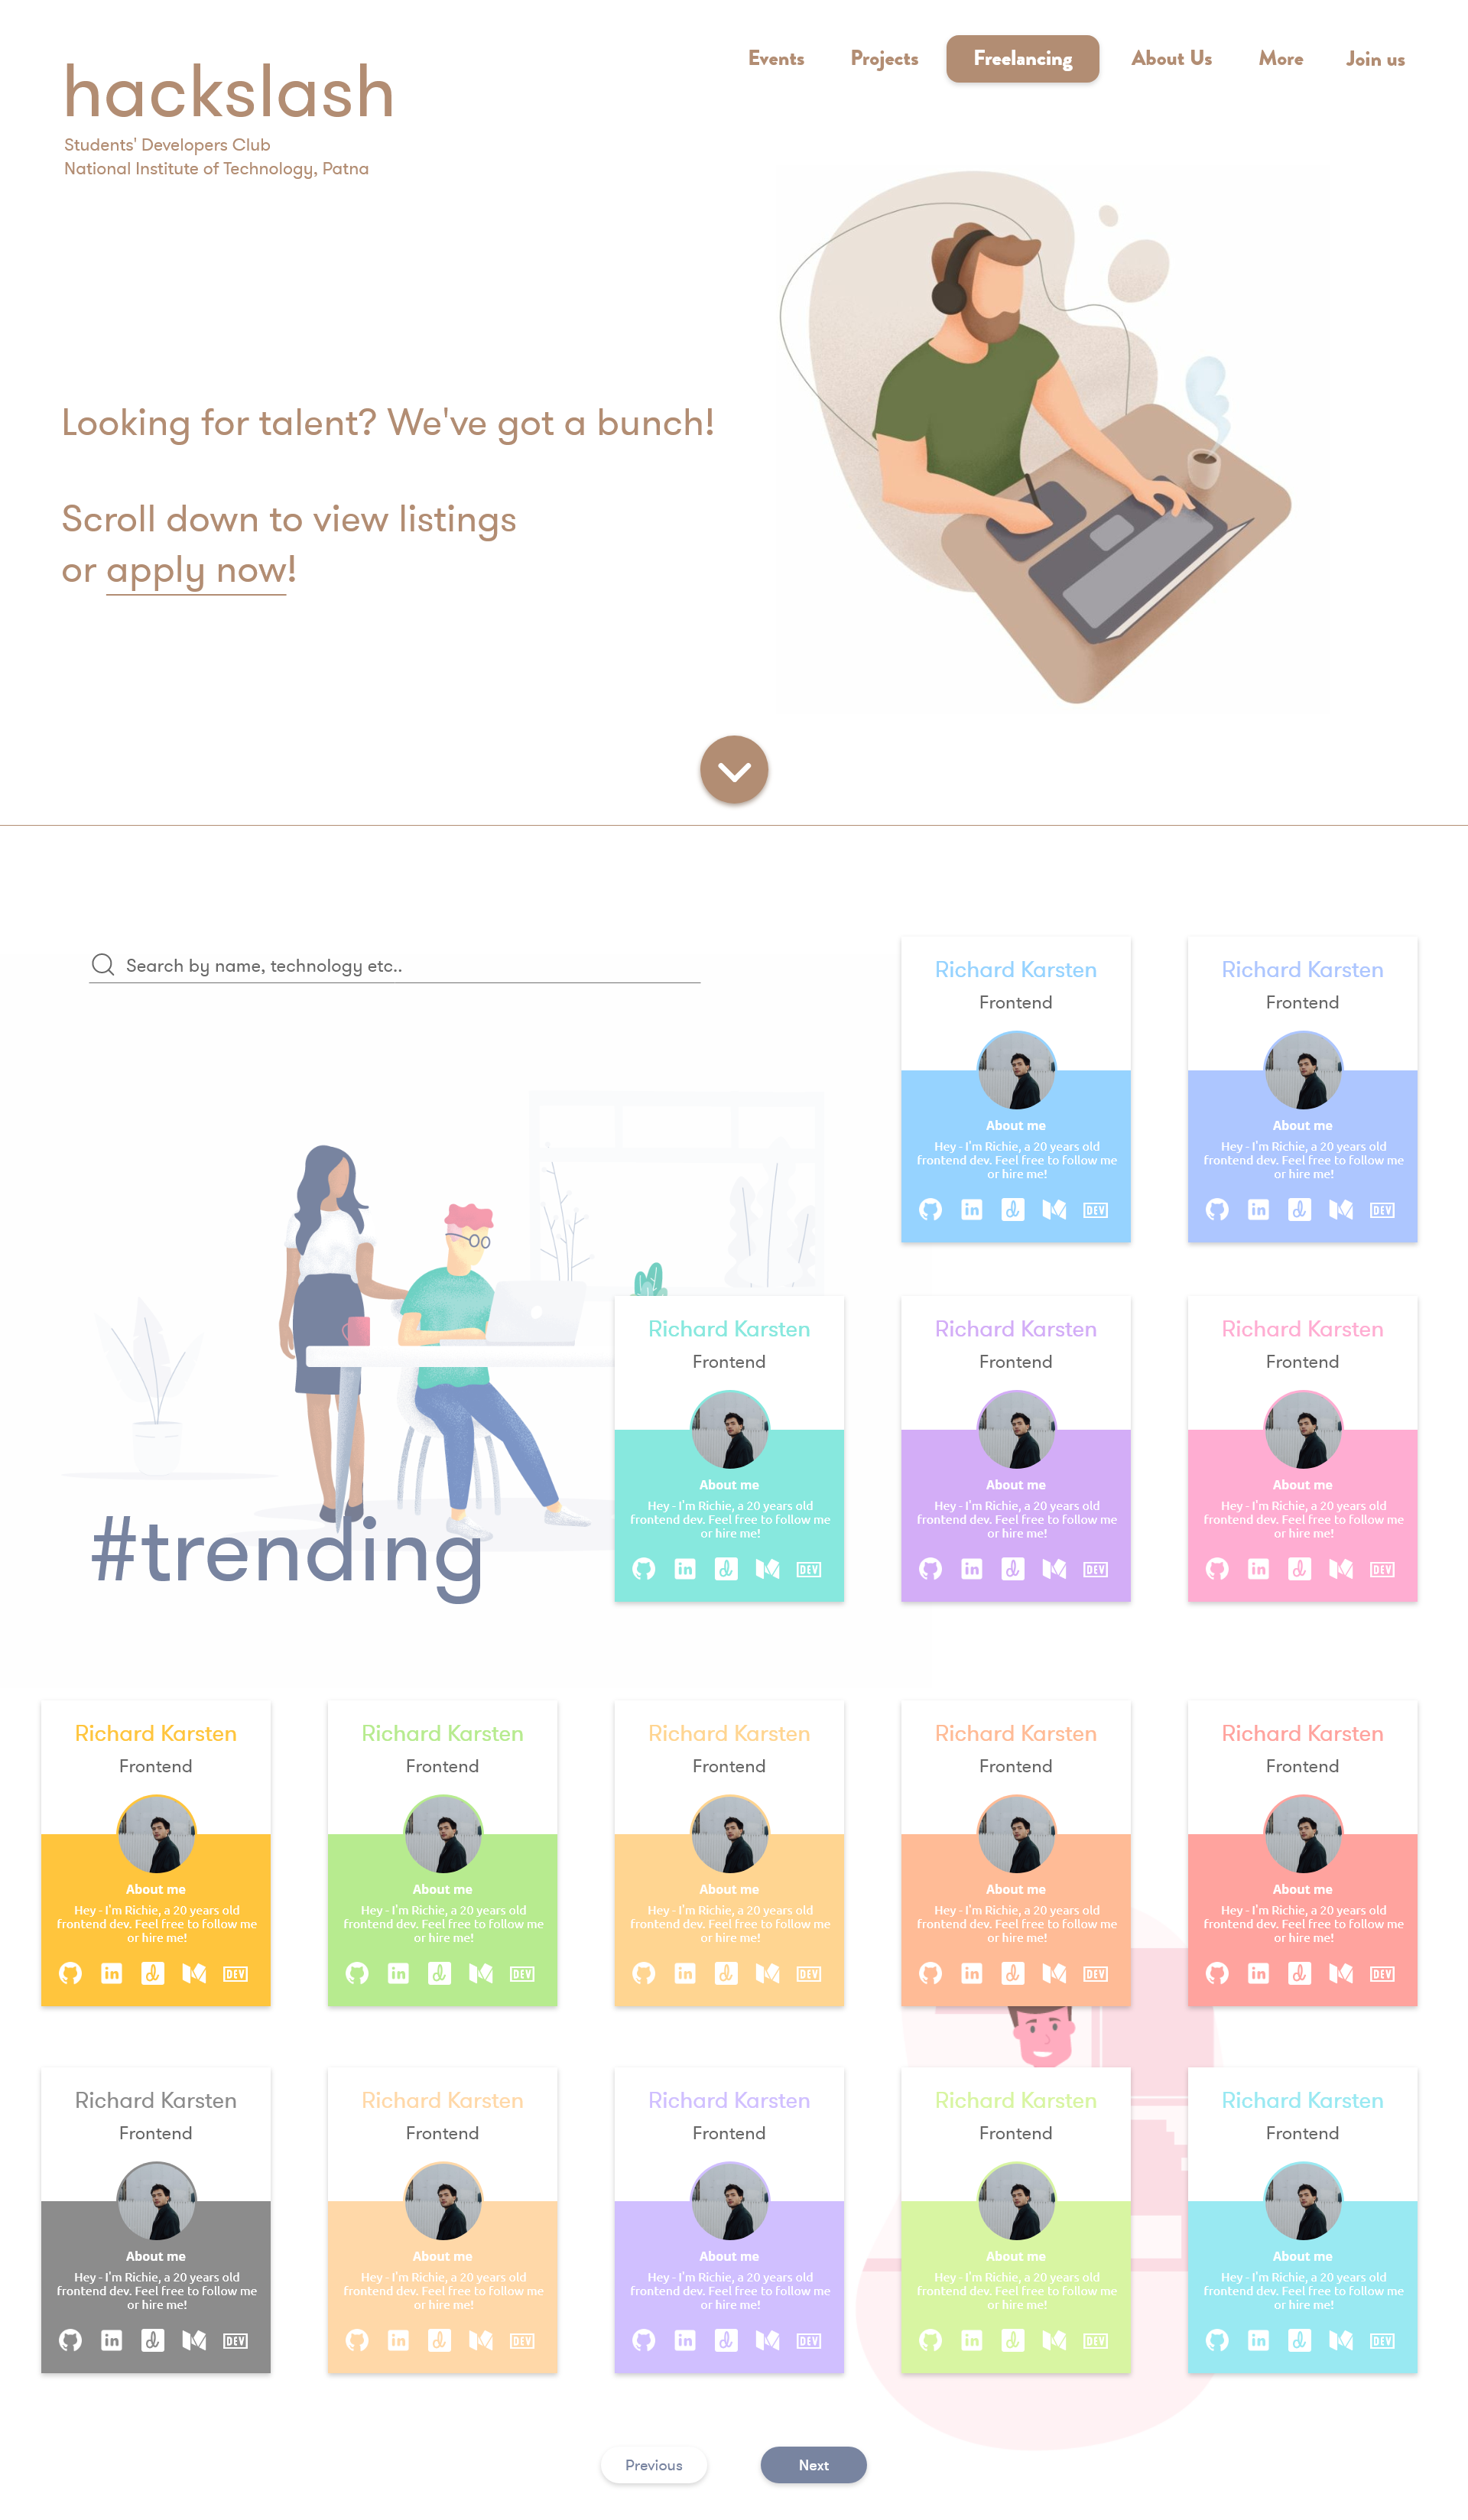 hackslash
Students' Developers Club
National Institute of Technology, Patna
Events
Projects
Freelancing
About Us
More
Join us
Looking for talent? We've got a bunch!
Scroll down to view listings
or apply now!
Search by name, technology etc..
Richard Karsten
Frontend
About me
Hey - I'm Richie, a 20 years old
frontend dev. Feel free to follow me
or hire me!
in
d
DEV
Richard Karsten
Frontend
About me
Hey - I'm Richie, a 20 years old
frontend dev. Feel free to follow me
or hire me!
in
d
DEV
#trending
Richard Karsten
Frontend
About me
Hey - I'm Richie, a 20 years old
frontend dev. Feel free to follow me
or hire me!
in
d
DEV
Richard Karsten
Frontend
About me
Hey - I'm Richie, a 20 years old
frontend dev. Feel free to follow me
or hire me!
in
d
DEV
Richard Karsten
Frontend
About me
Hey - I'm Richie, a 20 years old
frontend dev. Feel free to follow me
or hire me!
in
d
DEV
Richard Karsten
Frontend
About me
Hey - I'm Richie, a 20 years old
frontend dev. Feel free to follow me
or hire me!
in
d
DEV
Richard Karsten
Frontend
About me
Hey - I'm Richie, a 20 years old
frontend dev. Feel free to follow me
or hire me!
in
d
DEV
Richard Karsten
Frontend
About me
Hey - I'm Richie, a 20 years old
frontend dev. Feel free to follow me
or hire me!
in
d
DEV
Richard Karsten
Frontend
About me
Hey - I'm Richie, a 20 years old
frontend dev. Feel free to follow me
or hire me!
in
d
DEV
Richard Karsten
Frontend
About me
Hey - I'm Richie, a 20 years old
frontend dev. Feel free to follow me
or hire me!
in
d
DEV
Richard Karsten
Frontend
About me
Hey - I'm Richie, a 20 years old
frontend dev. Feel free to follow me
or hire me!
in
d
DEV
Richard Karsten
Frontend
About me
Hey - I'm Richie, a 20 years old
frontend dev. Feel free to follow me
or hire me!
in
d
DEV
Richard Karsten
Frontend
About me
Hey - I'm Richie, a 20 years old
frontend dev. Feel free to follow me
or hire me!
in
d
DEV
Richard Karsten
Frontend
About me
Hey - I'm Richie, a 20 years old
frontend dev. Feel free to follow me
or hire me!
in
d
DEV
Richard Karsten
Frontend
About me
Hey - I'm Richie, a 20 years old
frontend dev. Feel free to follow me
or hire me!
in
d
DEV
Previous
Next